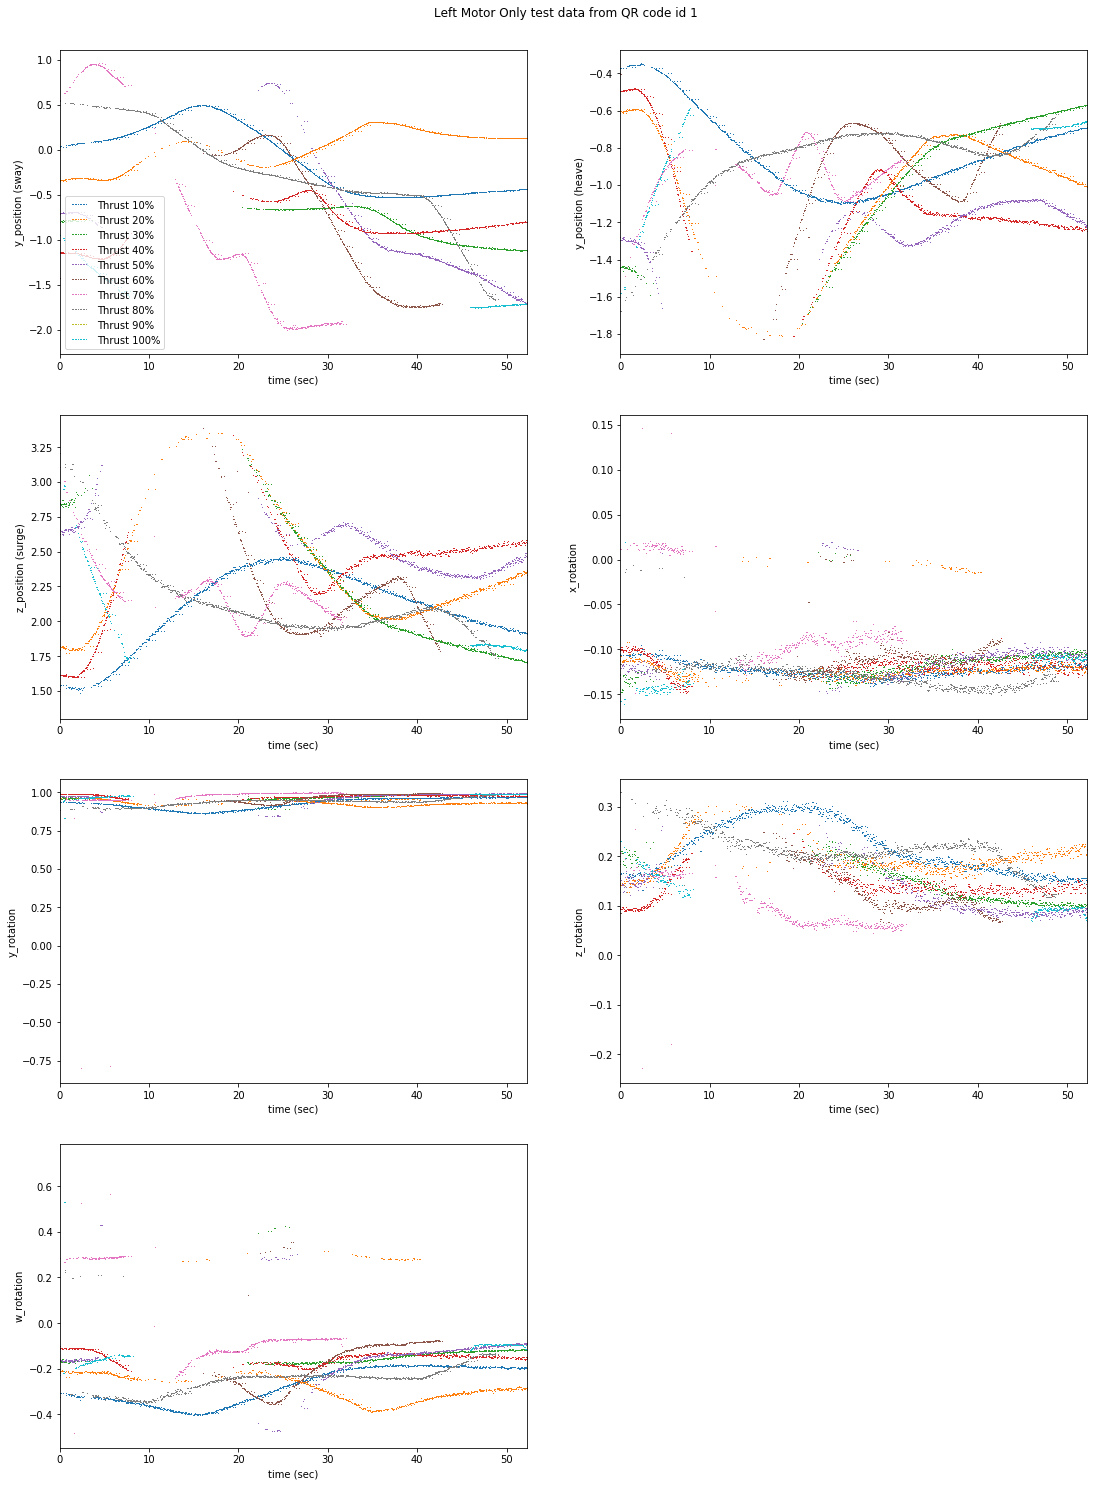 Left Motor Only test data from QR code id 1
1.0
0.5
0.0
−0.5
−1.0
−1.5
−2.0
y_position (sway)
Thrust 10%
Thrust 20%
Thrust 30%
Thrust 40%
Thrust 50%
Thrust 60%
Thrust 70%
Thrust 80%
Thrust 90%
Thrust 100%
0 10 20 30 40 50
time (sec)
−0.4
−0.6
−0.8
−1.0
−1.2
−1.4
−1.6
−1.8
y_position (heave)
0 10 20 30 40 50
time (sec)
3.25
3.00
2.75
2.50
2.25
2.00
1.75
1.50
z_position (surge)
0 10 20 30 40 50
time (sec)
0.15
0.10
0.05
0.00
−0.05
−0.10
−0.15
x_rotation
0 10 20 30 40 50
time (sec)
1.00
0.75
0.50
0.25
0.00
−0.25
−0.50
−0.75
y_rotation
0 10 20 30 40 50
time (sec)
0.3
0.2
0.1
0.0
−0.1
−0.2
z_rotation
0 10 20 30 40 50
time (sec)
0.6
0.4
0.2
0.0
−0.2
−0.4
w_rotation
0 10 20 30 40 50
time (sec)